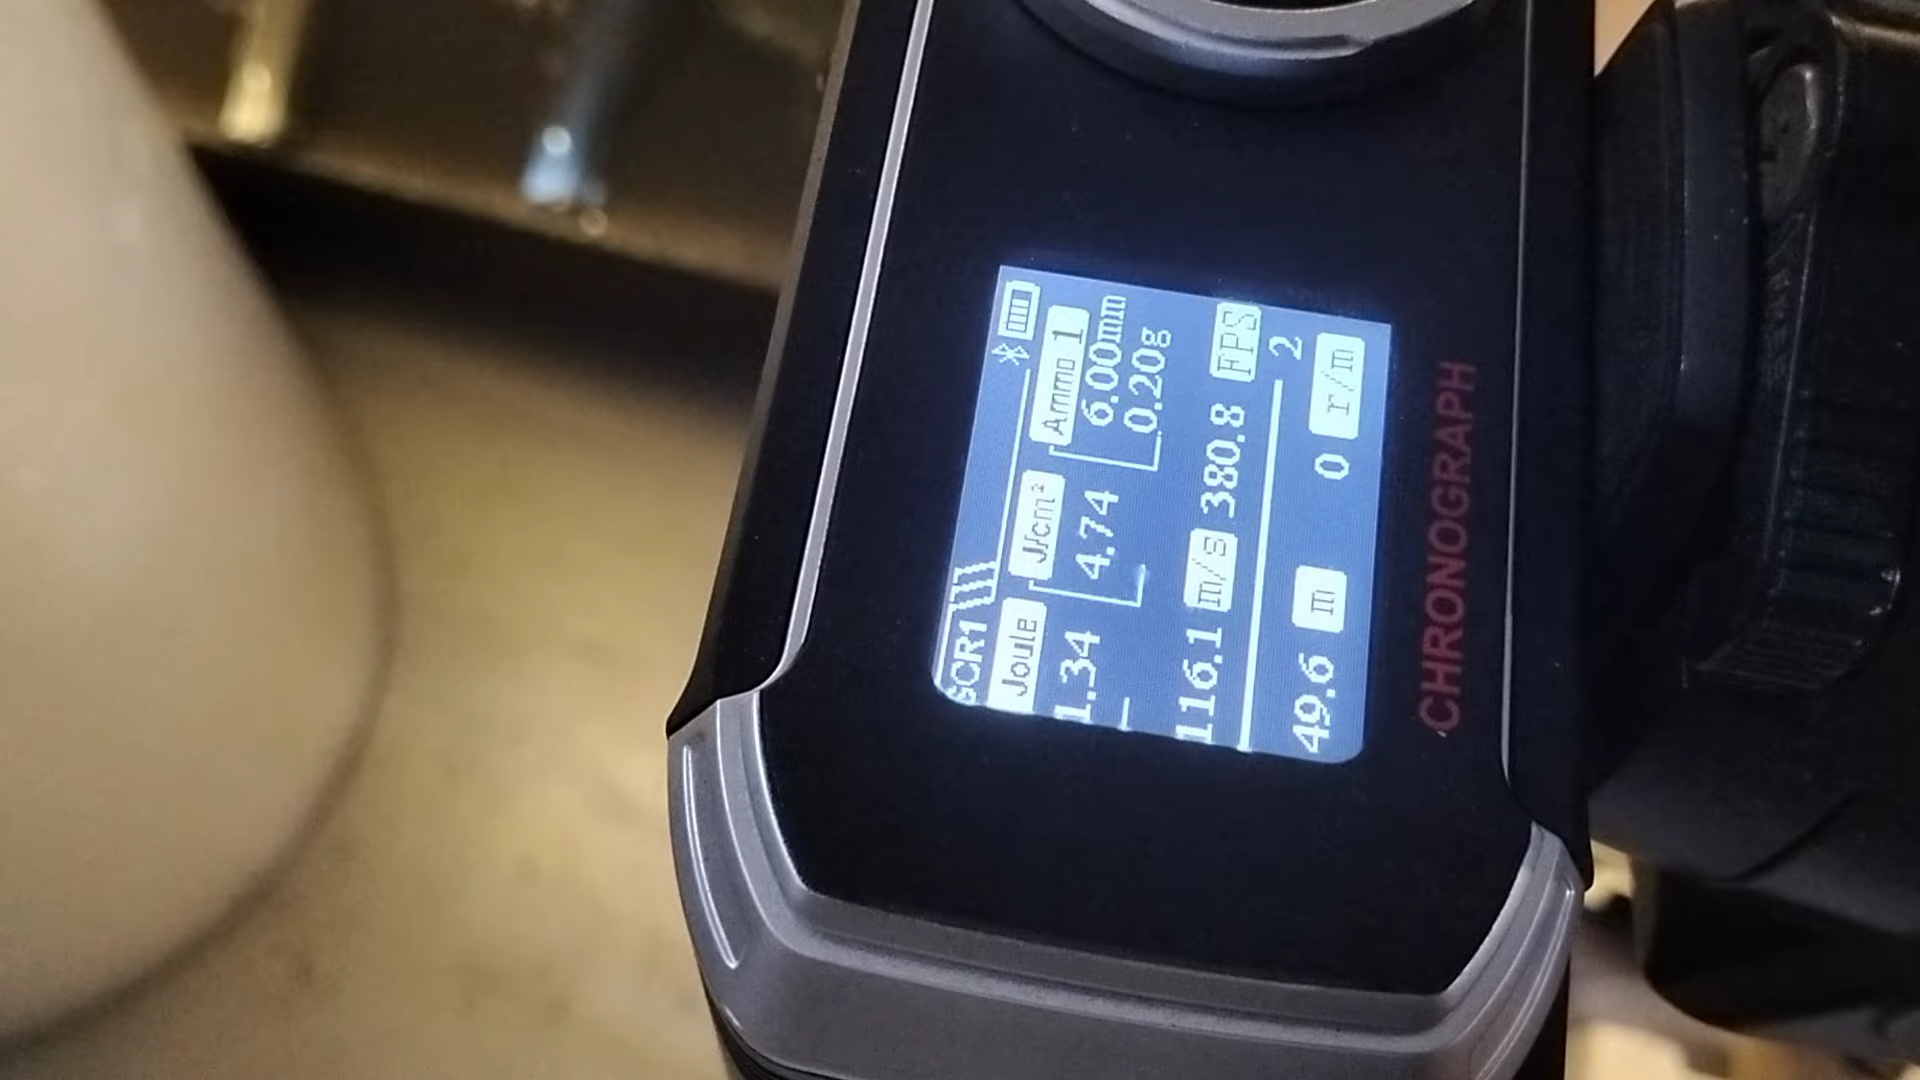 GCR1
Joule J/cm² Ammo 1
1.34 4.74 6.00mm
0.20g
116.1 m/s 380.8 FPS
2
49.6 m 0 r/m
CHRONOGRAPH